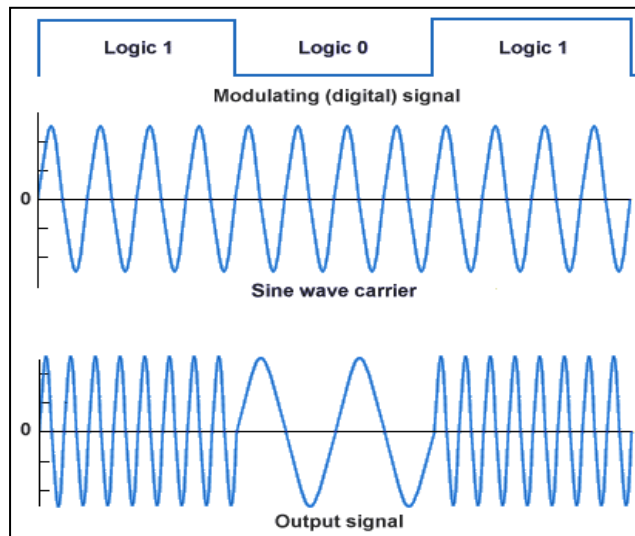 Logic 1 Logic 0 Logic 1
Modulating (digital) signal
0
Sine wave carrier
0
Output signal